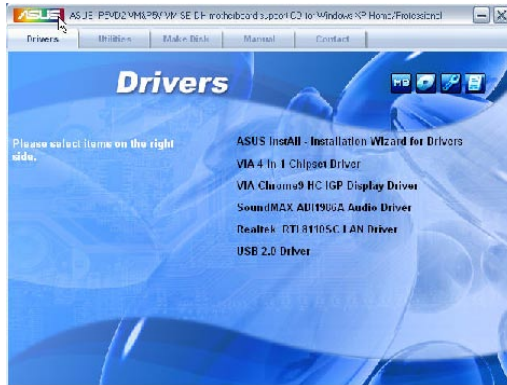 ASUS P5VD2-VM&P5V-VM SE DH motherboard support CD for Windows XP Home/Professional
Drivers Utilities Make Disk Manual Contact
Drivers
Please select items on the right
side.
ASUS InstAll - Installation Wizard for Drivers
VIA 4 in 1 Chipset Driver
VIA Chrome9 HC IGP Display Driver
SoundMAX ADI1986A Audio Driver
Realtek RTL8110SC LAN Driver
USB 2.0 Driver